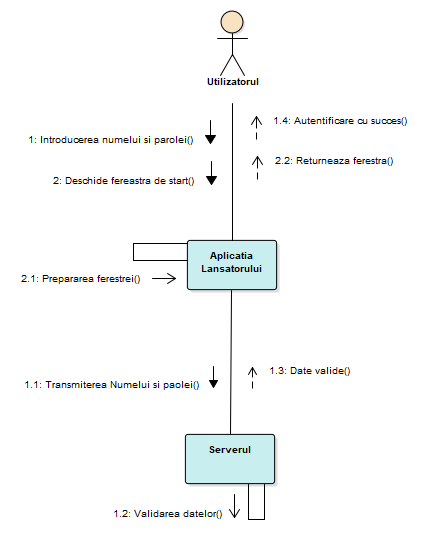 Utilizatorul
1.4: Autentificare cu succes()
1: Introducerea numelui si parolei()
2.2: Returneaza ferestra()
2: Deschide fereastra de start()
Aplicatia
Lansatorului
2.1: Prepararea ferestrei()
1.3: Date valide()
1.1: Transmiterea Numelui si paolei()
Serverul
1.2: Validarea datelor()